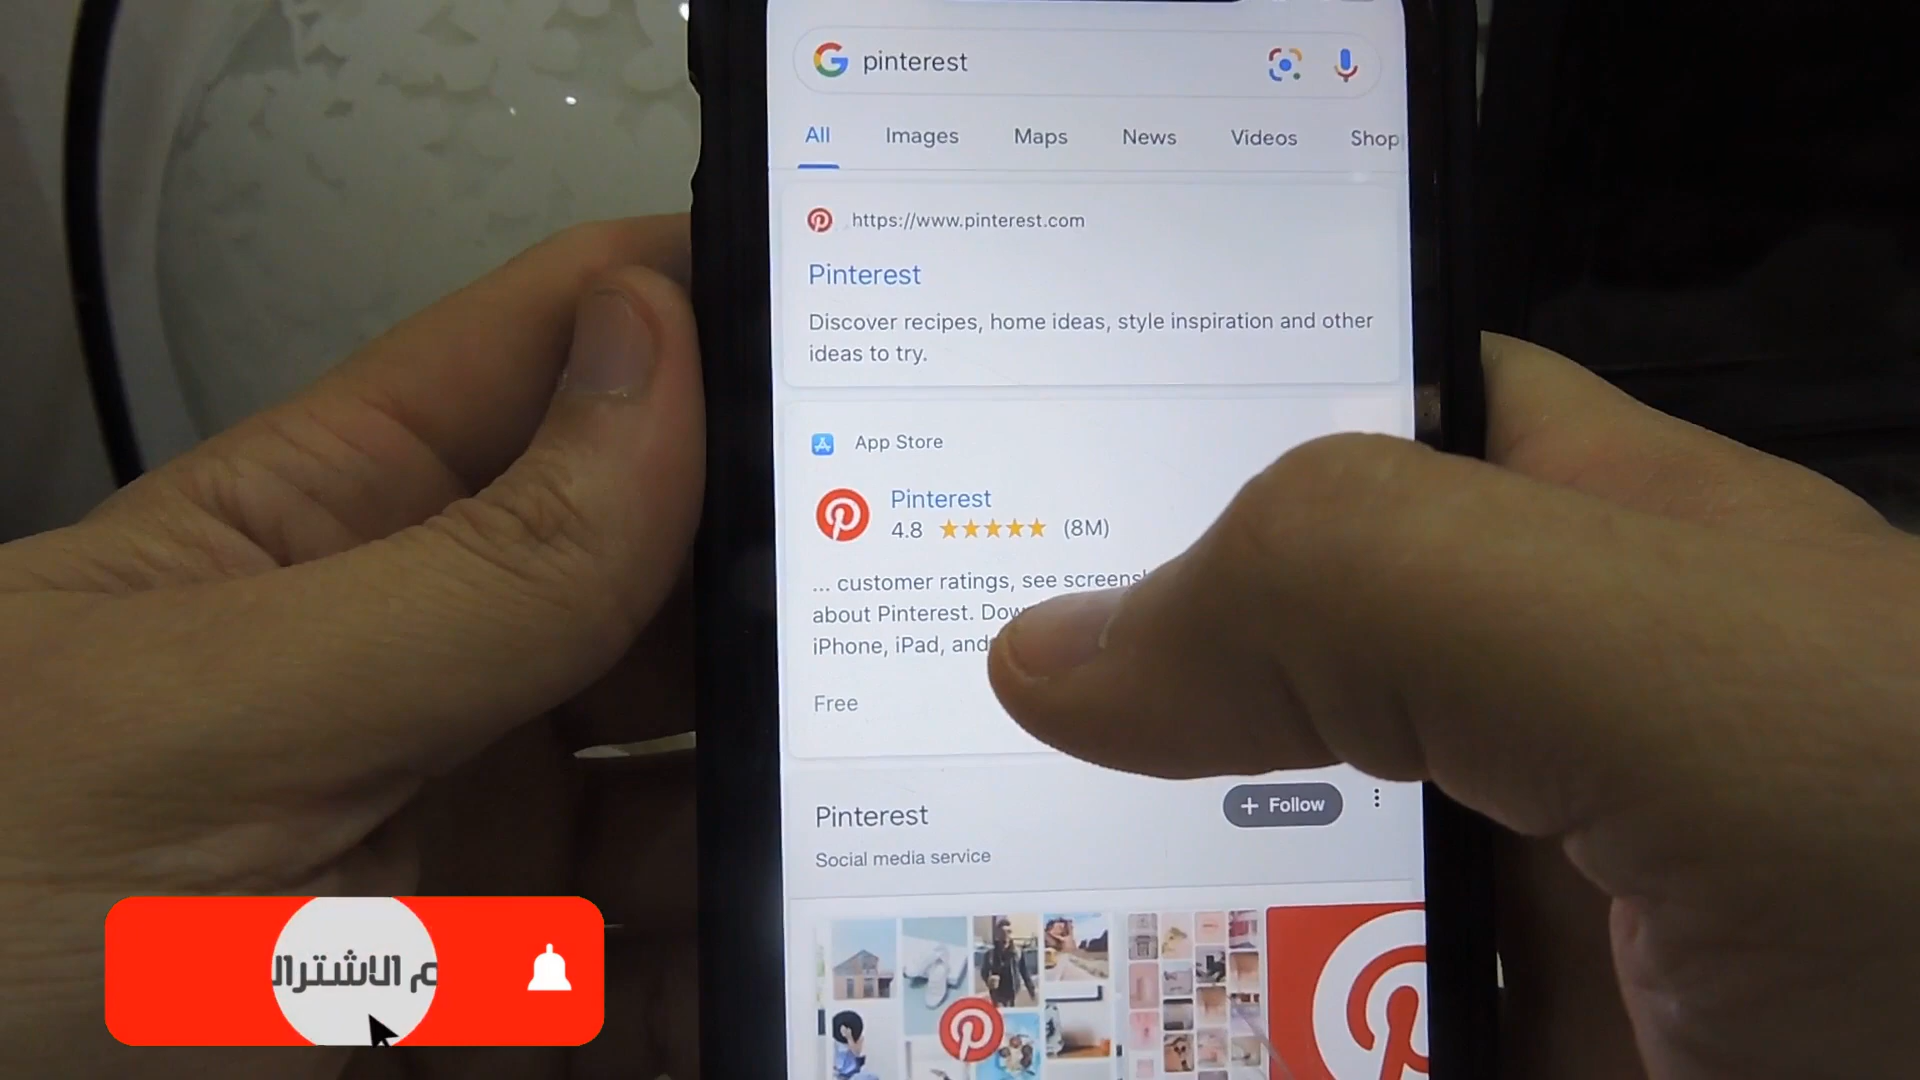 pinterest
All Images Maps News Videos Shop
https://www.pinterest.com
Pinterest
Discover recipes, home ideas, style inspiration and other
ideas to try.
App Store
Pinterest
4.8 (8M)
... customer ratings, see
about Pinterest.
iPhone, iPad, and
Free
Pinterest
+ Follow
Social media service
م الاشترا